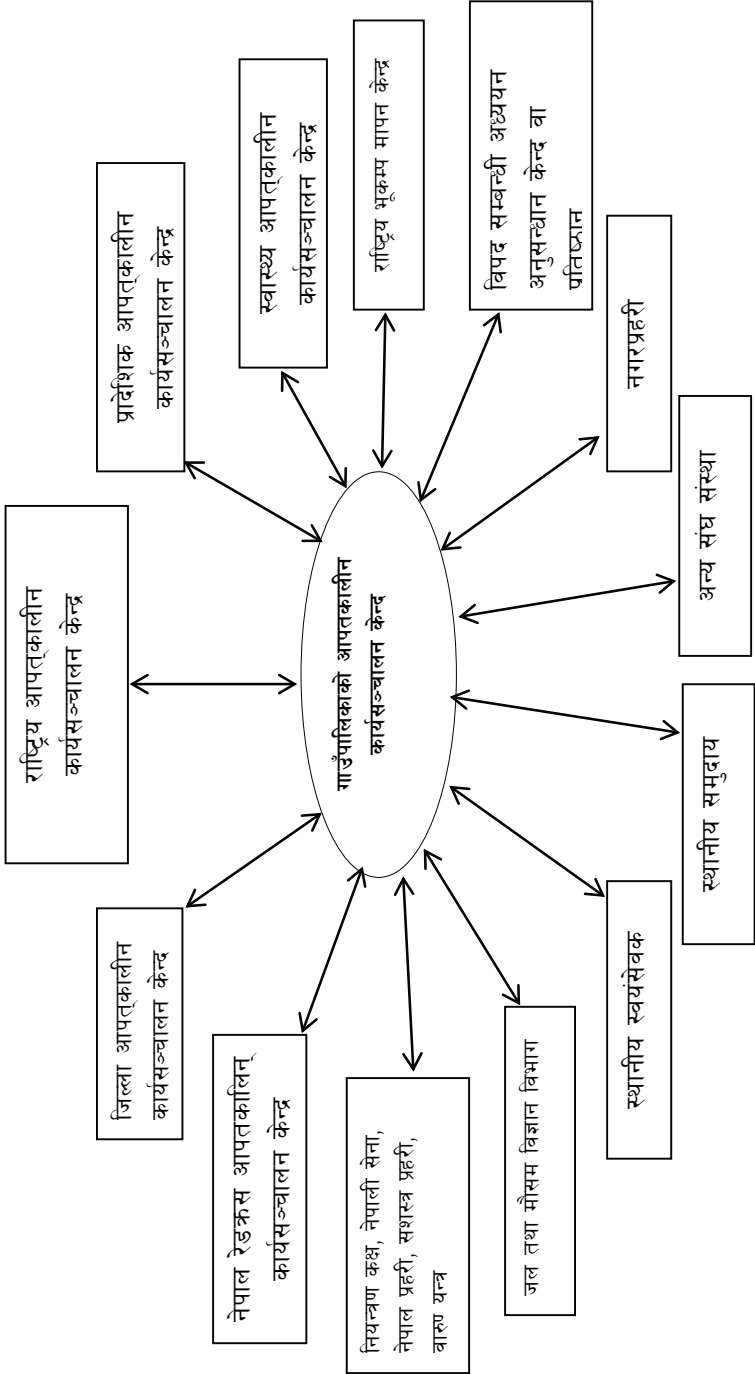 राष्ट्रिय आपत्‌कालीन
कार्यसञ्चालन केन्द्र
जिल्ला आपत्‌कालीन
कार्यसञ्चालन केन्द्र
प्रादेशिक आपत्‌कालीन
कार्यसञ्चालन केन्द्र
नेपाल रेडक्रस आपतकालिन्
कार्यसञ्चालन केन्द्र
स्वास्थ्य आपत्‌कालीन
कार्यसञ्चालन केन्द्र
गाउँपालिकाको आपतकालीन
कार्यसञ्चालन केन्द्र
राष्ट्रिय भूकम्प मापन केन्द्र
नियन्त्रण कक्ष, नेपाली सेना,
नेपाल प्रहरी, सशस्त्र प्रहरी,
वारुण यन्त्र
विपद सम्बन्धी अध्ययन
अनुसन्धान केन्द वा
प्रतिष्ठान
जल तथा मौसम विज्ञान विभाग
नगरप्रहरी
स्थानीय स्वयंसेवक
अन्य संघ संस्था
स्थानीय समुदाय